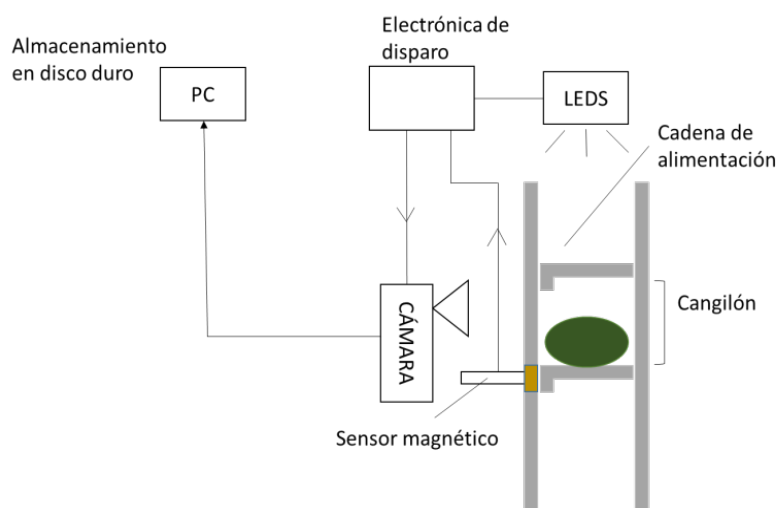 Almacenamiento
en disco duro
PC
Electrónica de
disparo
LEDS
Cadena de
alimentación
CÁMARA
Cangilón
Sensor magnético